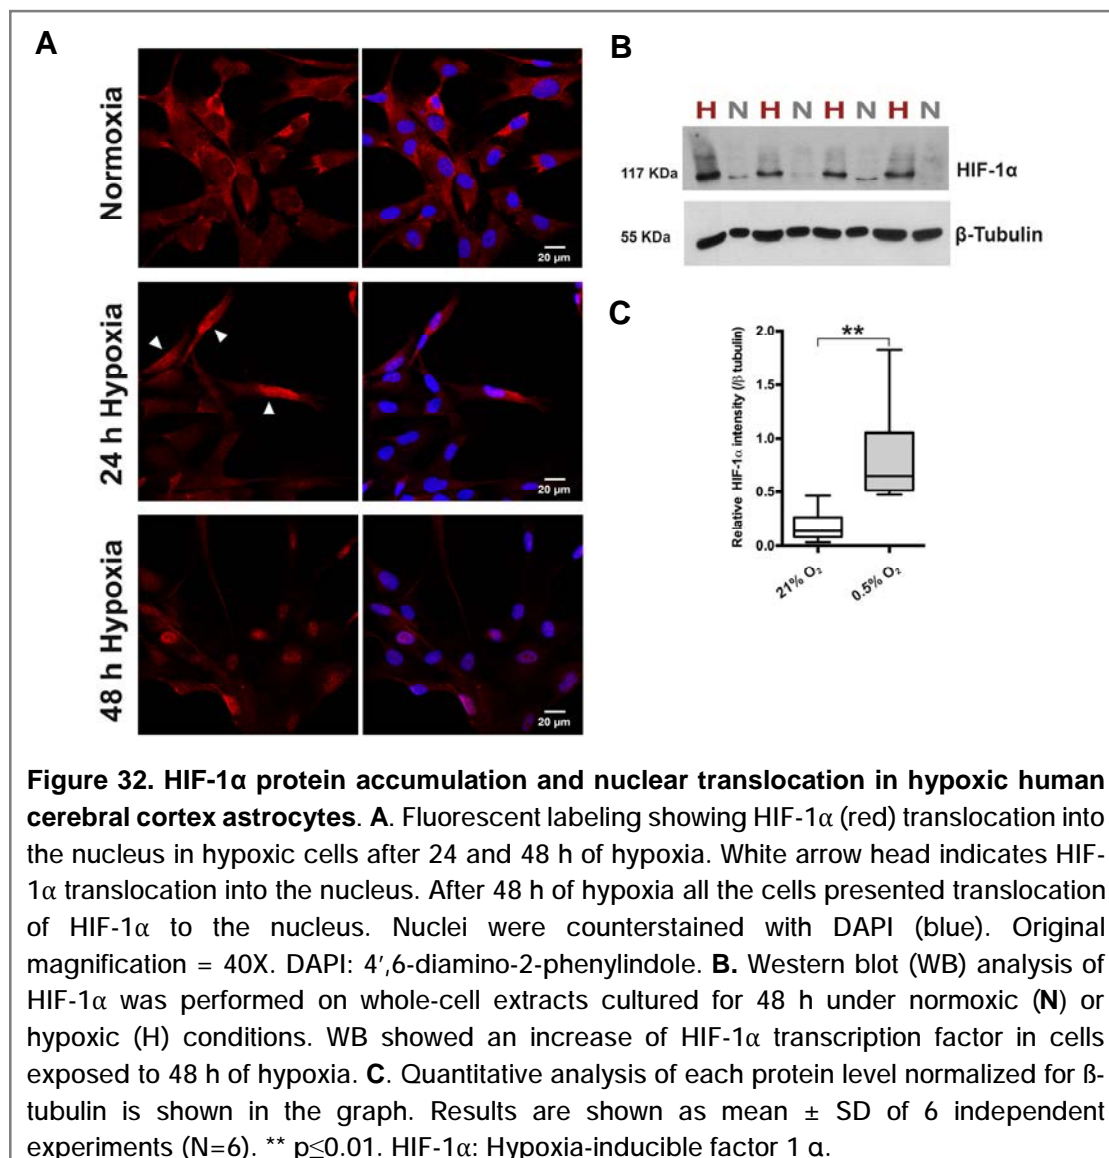 A
B
C
Normoxia
20 µm
24 h Hypoxia
20 µm
48 h Hypoxia
20 µm
H N H N H N H N
117 KDa
HIF-1α
55 KDa
β-Tubulin
Relative HIF-1α intensity (/β tubulin)
2.0
**
1.5
1.0
0.5
0.0
21% O₂
0.5% O₂
Figure 32. HIF-1α protein accumulation and nuclear translocation in hypoxic human
cerebral cortex astrocytes. A. Fluorescent labeling showing HIF-1α (red) translocation into
the nucleus in hypoxic cells after 24 and 48 h of hypoxia. White arrow head indicates HIF-
1α translocation into the nucleus. After 48 h of hypoxia all the cells presented translocation
of HIF-1α to the nucleus. Nuclei were counterstained with DAPI (blue). Original
magnification = 40X. DAPI: 4′,6-diamino-2-phenylindole. B. Western blot (WB) analysis of
HIF-1α was performed on whole-cell extracts cultured for 48 h under normoxic (N) or
hypoxic (H) conditions. WB showed an increase of HIF-1α transcription factor in cells
exposed to 48 h of hypoxia. C. Quantitative analysis of each protein level normalized for ß-
tubulin is shown in the graph. Results are shown as mean ± SD of 6 independent
experiments (N=6). ** p≤0.01. HIF-1α: Hypoxia-inducible factor 1 α.